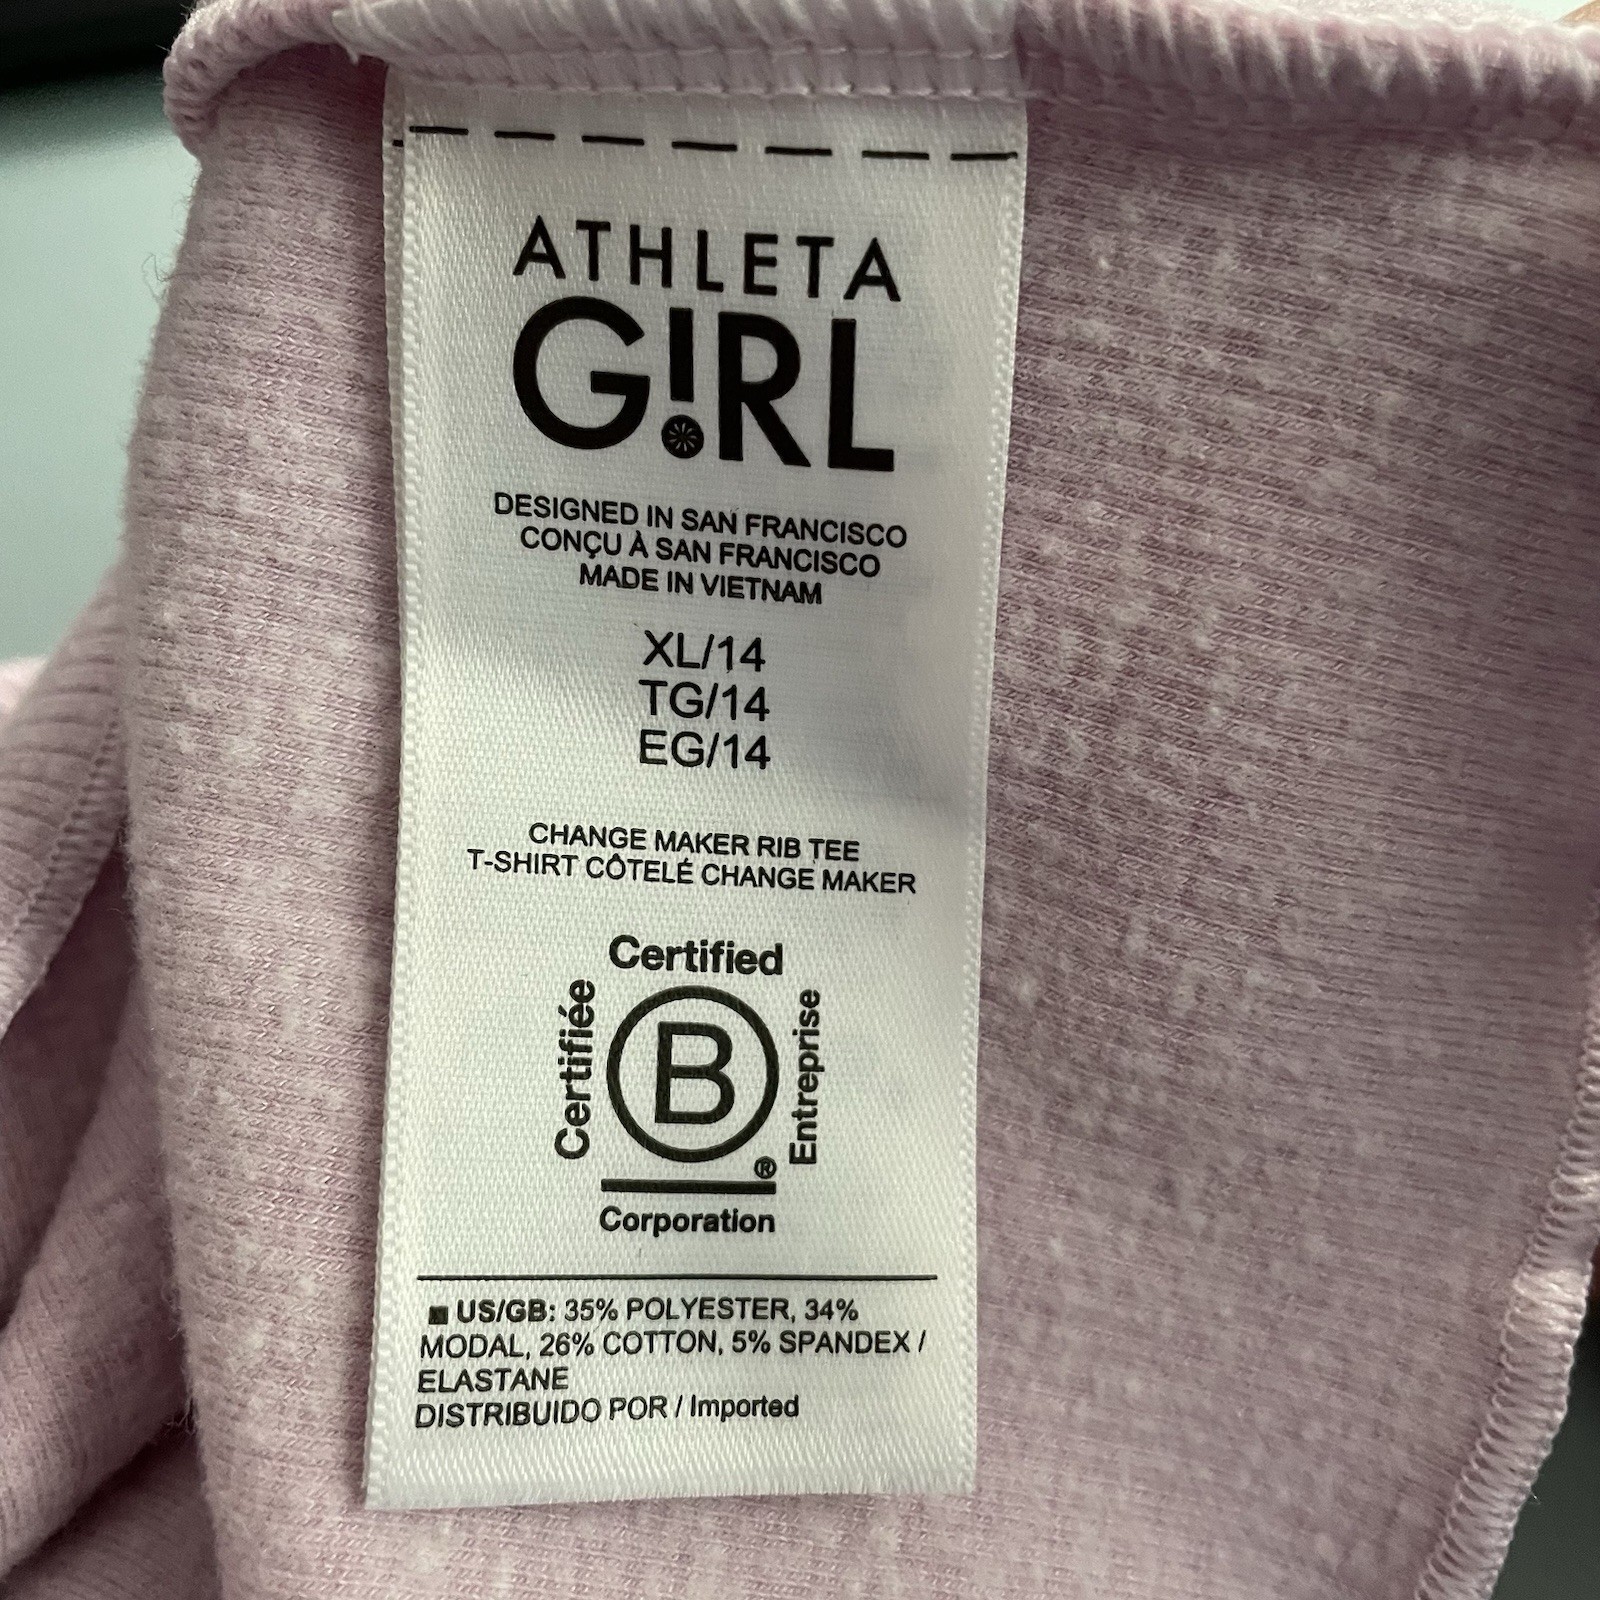 ATHLETA
G!RL
DESIGNED IN SAN FRANCISCO
CONÇU À SAN FRANCISCO
MADE IN VIETNAM
XL/14
TG/14
EG/14
CHANGE MAKER RIB TEE
T-SHIRT CÔTELÉ CHANGE MAKER
Certified
Certifiée
B
®
Entreprise
Corporation
US/GB: 35% POLYESTER, 34%
MODAL, 26% COTTON, 5% SPANDEX /
ELASTANE
DISTRIBUIDO POR / Imported